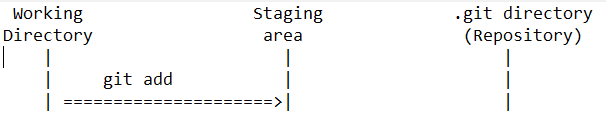 Working Staging .git directory
Directory area (Repository)
| | |
| git add | |
| =====================>| |